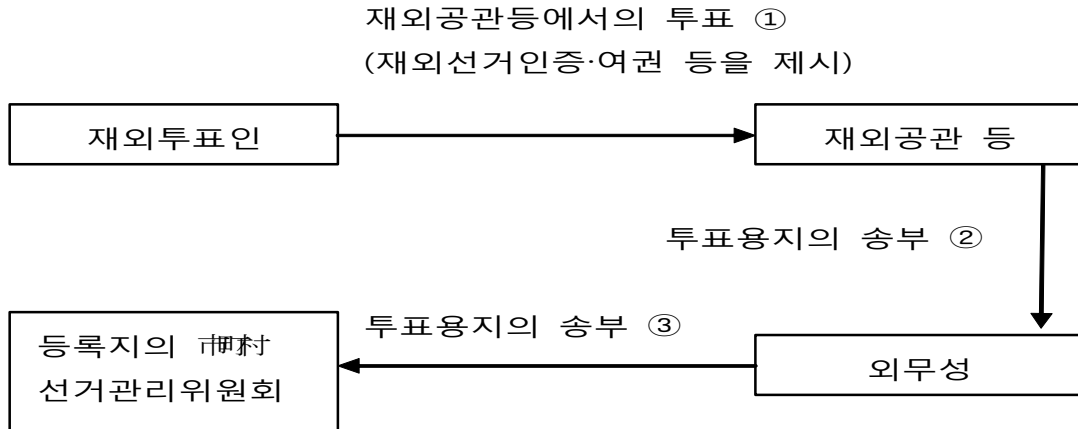 재외공관등에서의 투표 ①
(재외선거인증·여권 등을 제시)
재외투표인
재외공관 등
투표용지의 송부 ②
투표용지의 송부 ③
등록지의 市町村
선거관리위원회
외무성